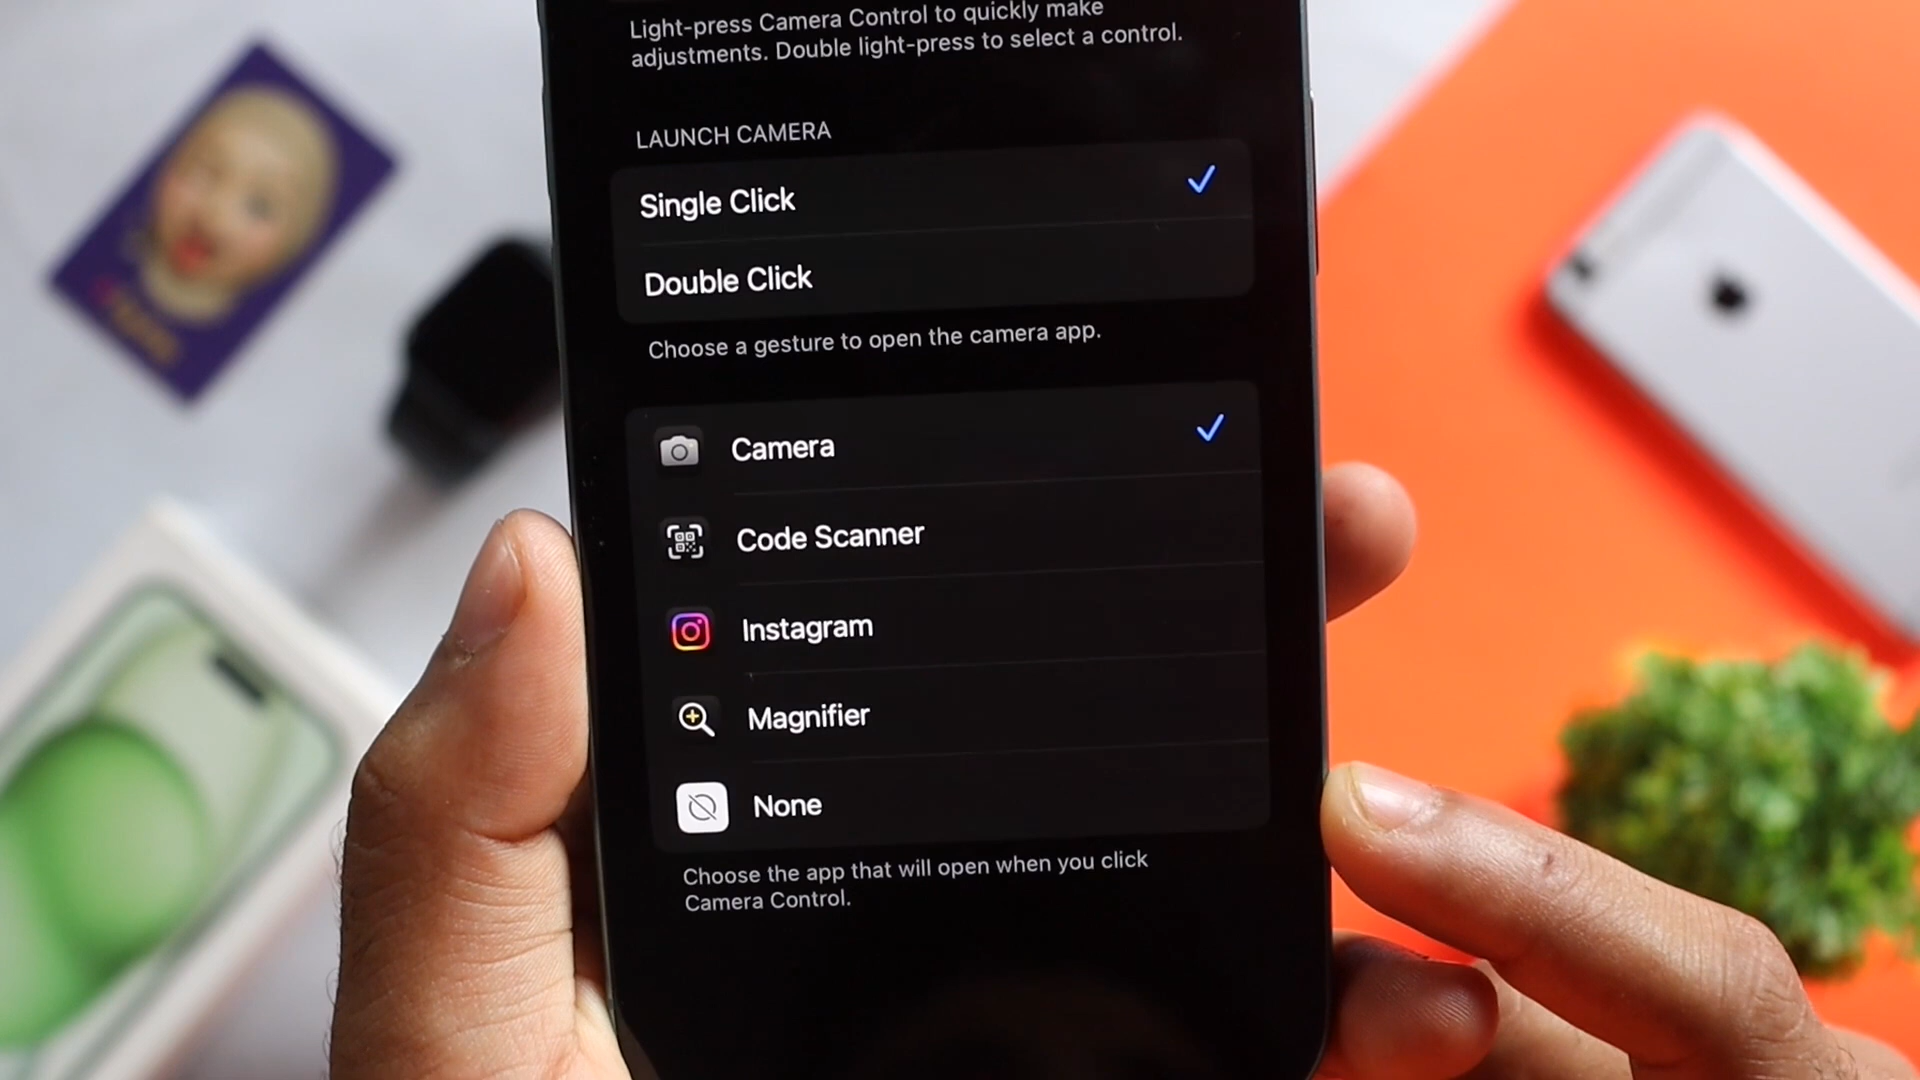 Light-press Camera Control to quickly make
adjustments. Double light-press to select a control.
LAUNCH CAMERA
Single Click
Double Click
Choose a gesture to open the camera app.
Camera
Code Scanner
Instagram
Magnifier
None
Choose the app that will open when you click
Camera Control.